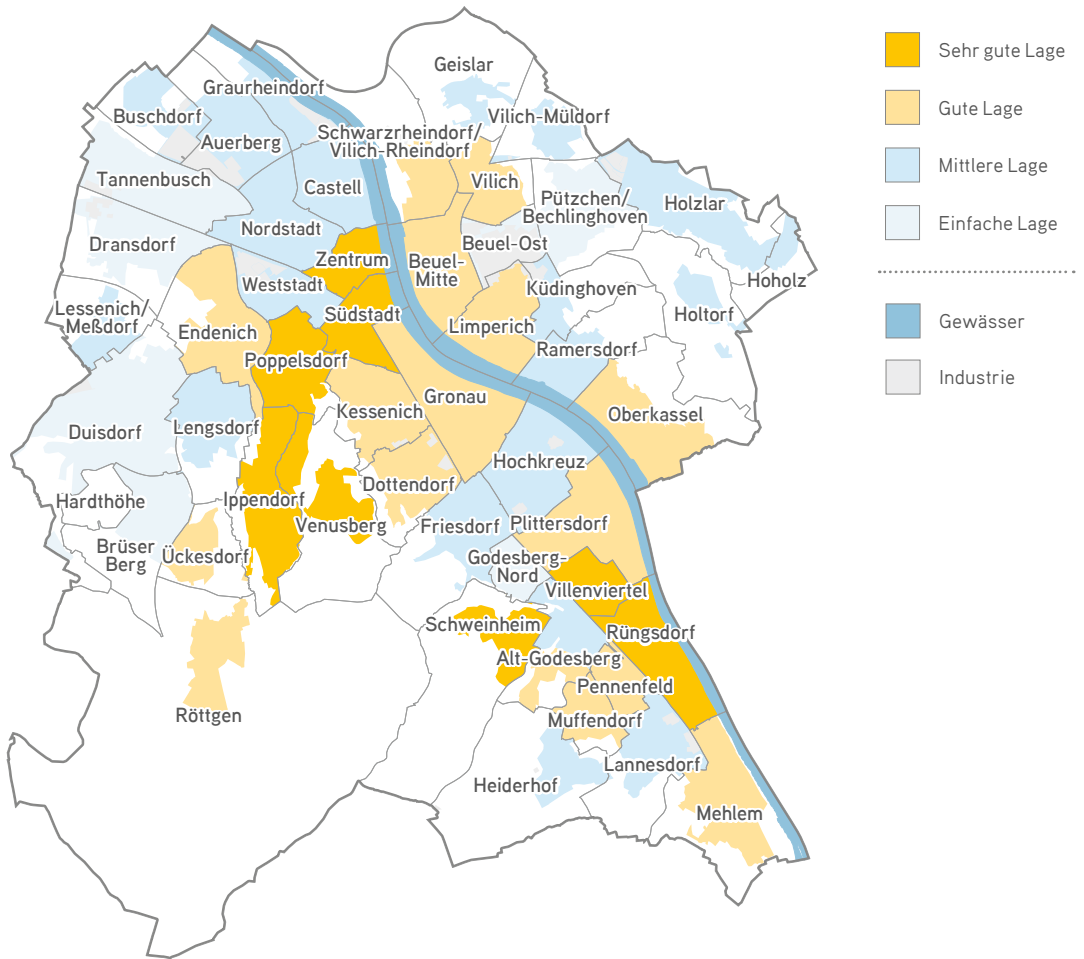 Geislar
Graurheindorf
Buschdorf
Vilich-Müldorf
Auerberg
Schwarzrheindorf/
Vilich-Rheindorf
Tannenbusch
Castell
Vilich
Pützchen/
Bechlinghoven
Holzlar
Nordstadt
Dransdorf
Beuel-Ost
Zentrum
Beuel-
Mitte
Weststadt
Hoholz
Küdinghoven
Lessenich/
Meßdorf
Südstadt
Holtorf
Endenich
Limperich
Ramersdorf
Poppelsdorf
Gronau
Kessenich
Oberkassel
Lengsdorf
Duisdorf
Hochkreuz
Dottendorf
Ippendorf
Hardthöhe
Venusberg
Friesdorf
Plittersdorf
Brüser
Berg
Ückesdorf
Godesberg-
Nord
Villenviertel
Schweinheim
Rüngsdorf
Alt-Godesberg
Pennenfeld
Röttgen
Muffendorf
Lannesdorf
Heiderhof
Mehlem
Sehr gute Lage
Gute Lage
Mittlere Lage
Einfache Lage
Gewässer
Industrie